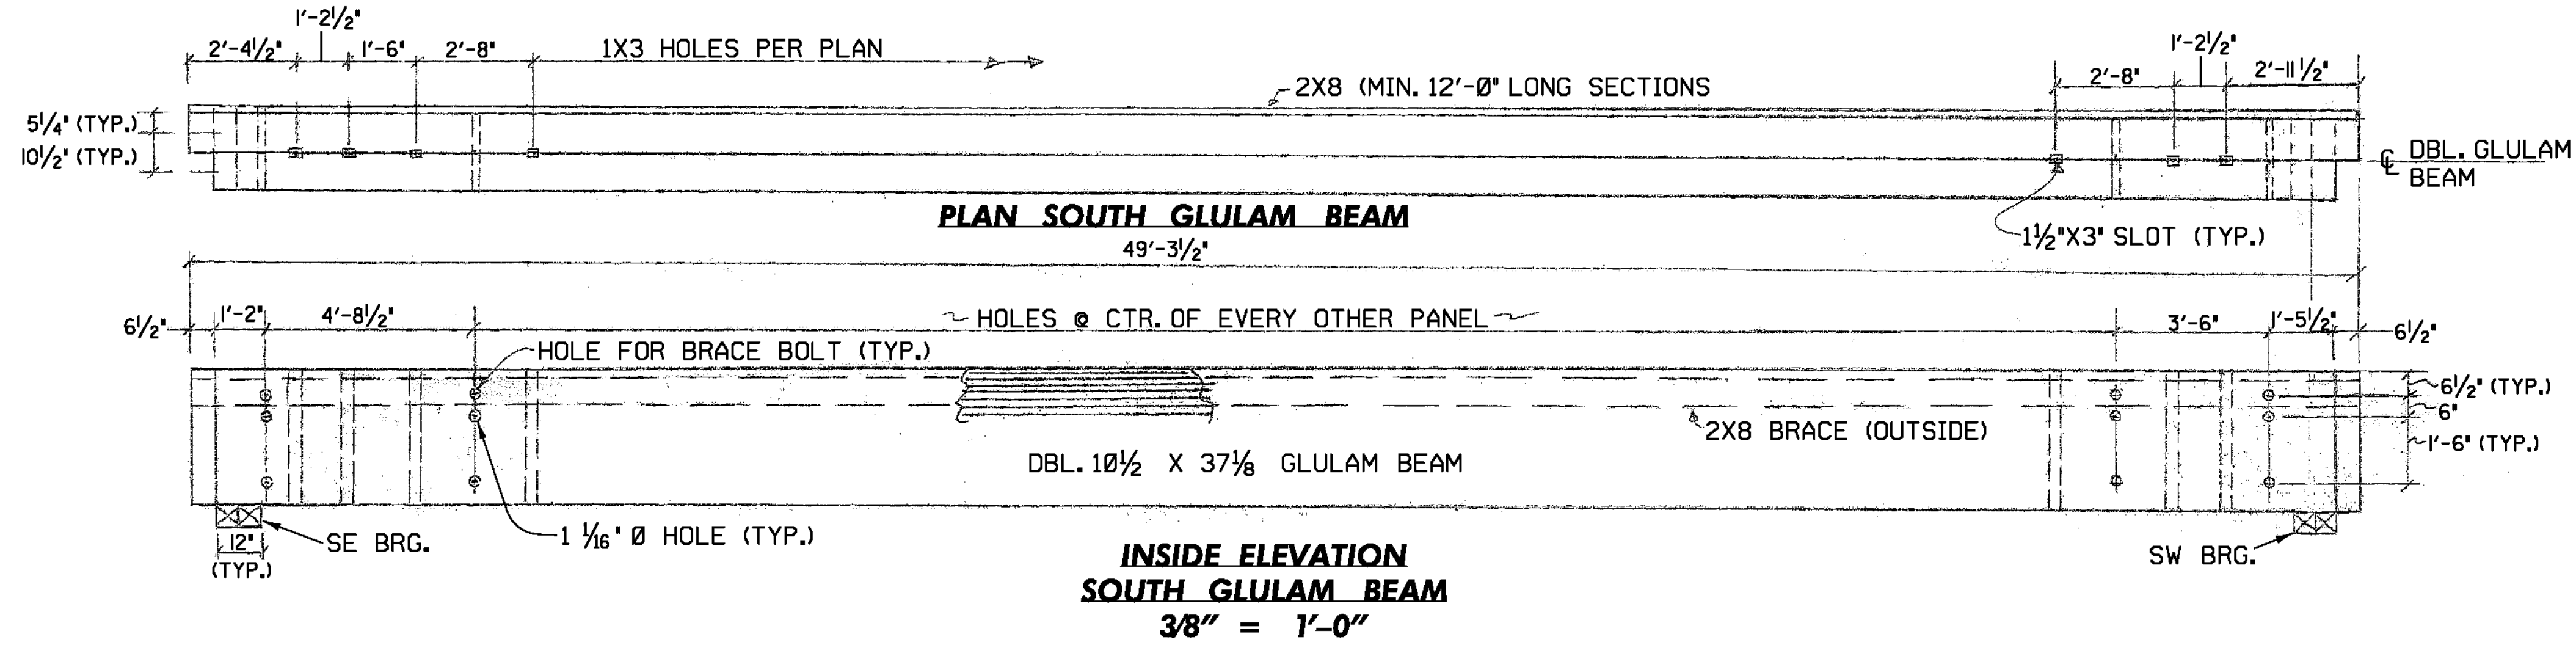 1'-2½"
2'-4½"
1'-6"
2'-8"
1X3 HOLES PER PLAN
1'-2½"
2'-8"
2'-11½"
2X8 (MIN. 12'-0" LONG SECTIONS
5¼" (TYP.)
10½" (TYP.)
℄ DBL. GLULAM
BEAM
PLAN SOUTH GLULAM BEAM
1½"X3" SLOT (TYP.)
49'-3½"
6½"
1'-2"
4'-8½"
HOLES @ CTR. OF EVERY OTHER PANEL
3'-6"
1'-5½"
6½"
HOLE FOR BRACE BOLT (TYP.)
6½" (TYP.)
6"
2X8 BRACE (OUTSIDE)
1'-6" (TYP.)
DBL. 10½ X 37⅛ GLULAM BEAM
1 1/16" Ø HOLE (TYP.)
SE BRG.
12"
(TYP.)
SW BRG.
INSIDE ELEVATION
SOUTH GLULAM BEAM
3/8" = 1'-0"